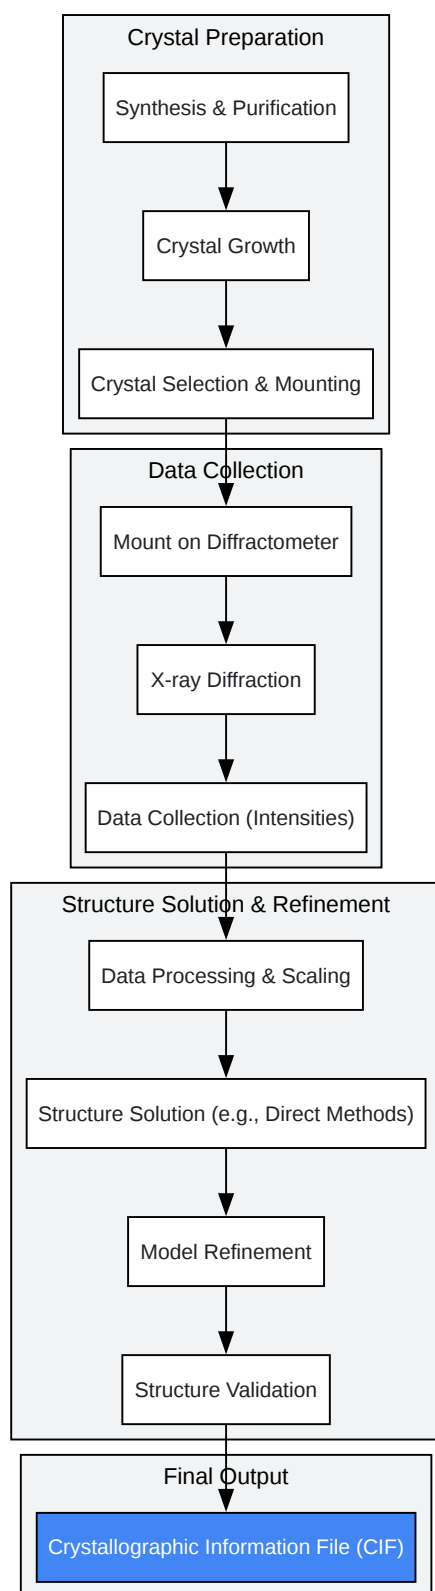 Crystal Preparation
Synthesis & Purification
Crystal Growth
Crystal Selection & Mounting
Data Collection
Mount on Diffractometer
X-ray Diffraction
Data Collection (Intensities)
Structure Solution & Refinement
Data Processing & Scaling
Structure Solution (e.g., Direct Methods)
Model Refinement
Structure Validation
Final Output
Crystallographic Information File (CIF)